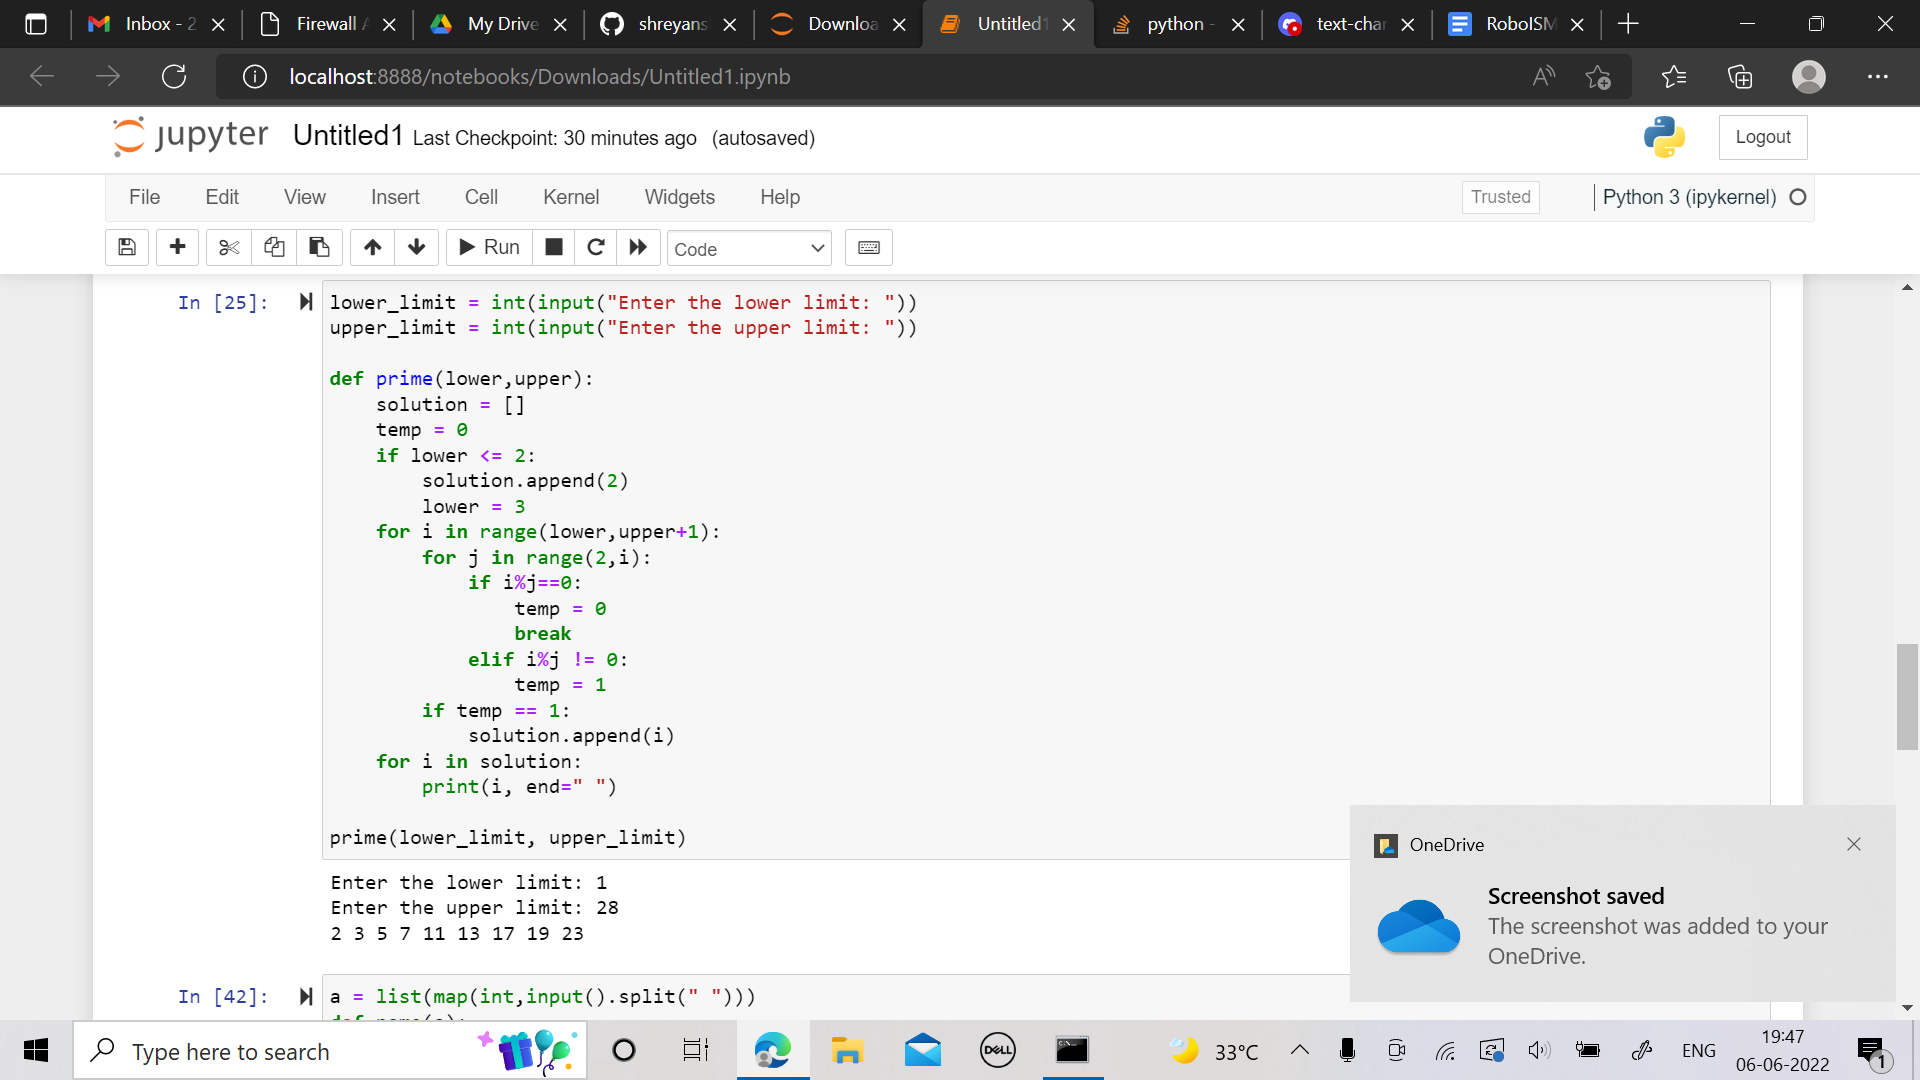 Inbox - 2
Firewall A
My Drive
shreyans
Downloa
Untitled1
python -
text-char
RoboISM
localhost:8888/notebooks/Downloads/Untitled1.ipynb
jupyter Untitled1 Last Checkpoint: 30 minutes ago (autosaved)
Logout
File Edit View Insert Cell Kernel Widgets Help
Trusted
Python 3 (ipykernel)
Run
Code
In [25]:
lower_limit = int(input("Enter the lower limit: "))
upper_limit = int(input("Enter the upper limit: "))
def prime(lower,upper):
    solution = []
    temp = 0
    if lower <= 2:
        solution.append(2)
        lower = 3
    for i in range(lower,upper+1):
        for j in range(2,i):
            if i%j==0:
                temp = 0
                break
            elif i%j != 0:
                temp = 1
        if temp == 1:
            solution.append(i)
    for i in solution:
        print(i, end=" ")
prime(lower_limit, upper_limit)
Enter the lower limit: 1
Enter the upper limit: 28
2 3 5 7 11 13 17 19 23
In [42]:
a = list(map(int,input().split(" ")))
OneDrive
Screenshot saved
The screenshot was added to your
OneDrive.
Type here to search
DELL
33°C
ENG
19:47
06-06-2022
1